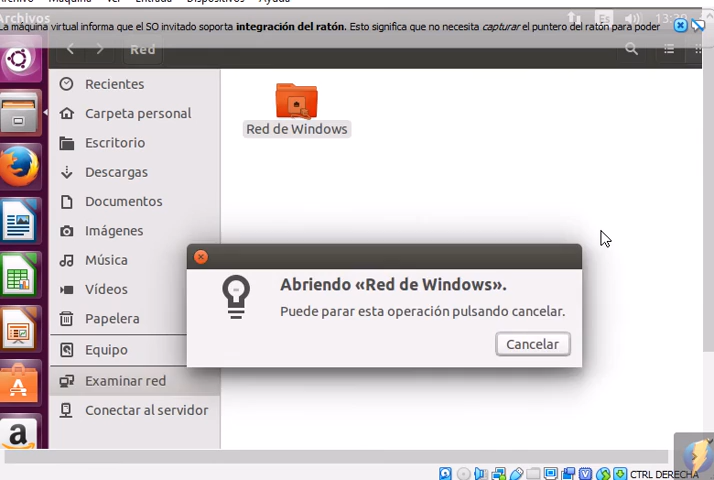 Archivos
La máquina virtual informa que el SO invitado soporta integración del ratón. Esto significa que no necesita capturar el puntero del ratón para poder
Red
Recientes
Carpeta personal
Escritorio
Descargas
Documentos
Imágenes
Música
Vídeos
Papelera
Equipo
Examinar red
Conectar al servidor
Red de Windows
Abriendo «Red de Windows».
Puede parar esta operación pulsando cancelar.
Cancelar
CTRL DERECHA